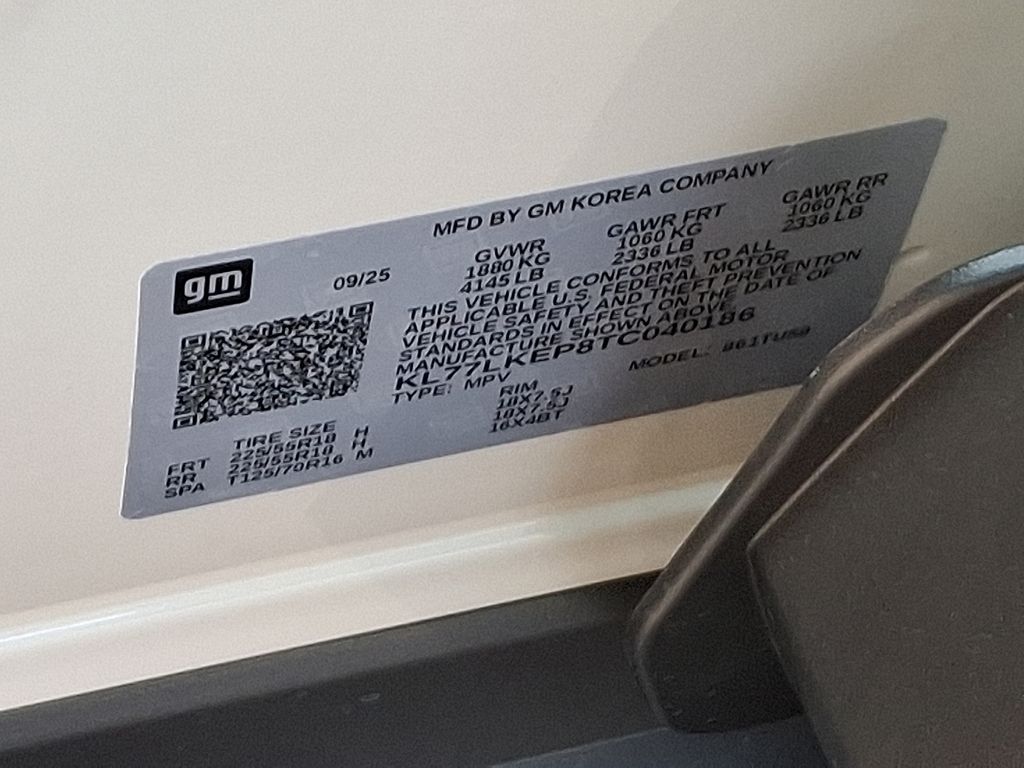 MFD BY GM KOREA COMPANY
gm
09/25
GVWR GAWR FRT GAWR RR
1880 KG 1060 KG 1060 KG
4145 LB 2336 LB 2336 LB
THIS VEHICLE CONFORMS TO ALL
APPLICABLE U.S. FEDERAL MOTOR
VEHICLE SAFETY AND THEFT PREVENTION
STANDARDS IN EFFECT ON THE DATE OF
MANUFACTURE SHOWN ABOVE.
KL77LKEP8TC040186
TYPE: MPV MODEL:
TIRE SIZE RIM
FRT 225/55R18 H 18X7.5J
RR 225/55R18 H 18X7.5J
SPA T125/70R16 M 16X4BT